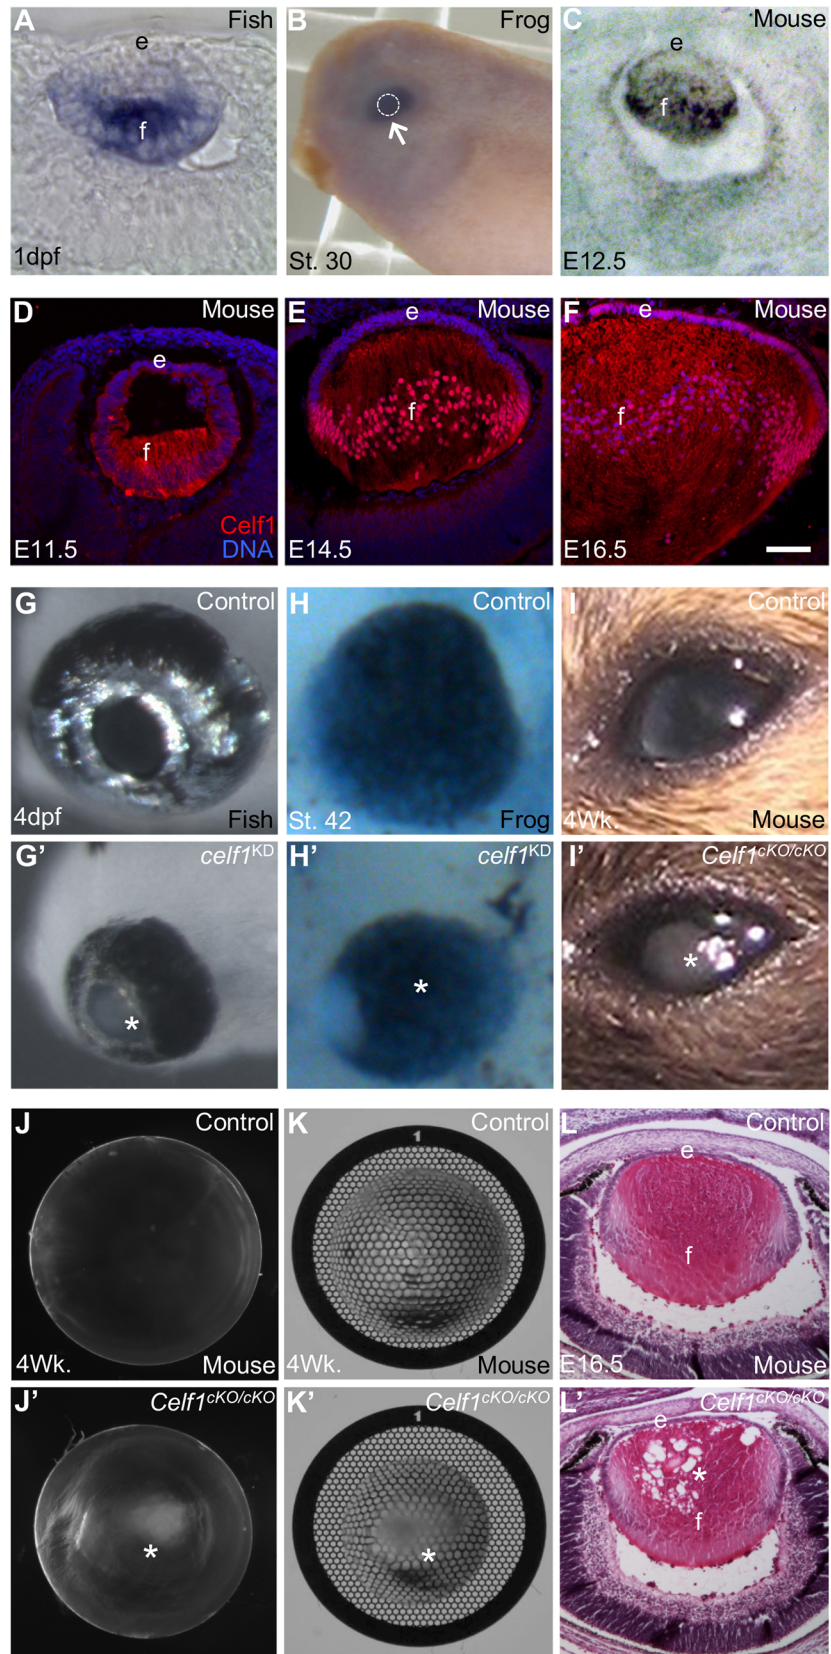 A Fish
e
f
1dpf
B Frog
St. 30
C Mouse
e
f
E12.5
D Mouse
e
f
Celf1
E11.5 DNA
E Mouse
e
f
E14.5
F Mouse
e
f
E16.5
G Control
4dpf Fish
H Control
St. 42 Frog
I Control
4Wk. Mouse
G’ celf1KD
*
H’ celf1KD
*
I’ Celf1cKO/cKO
*
J Control
4Wk. Mouse
K Control
1
4Wk. Mouse
L Control
e
f
E16.5 Mouse
J’ Celf1cKO/cKO
*
K’ Celf1cKO/cKO
1
*
L’ Celf1cKO/cKO
e
*
f